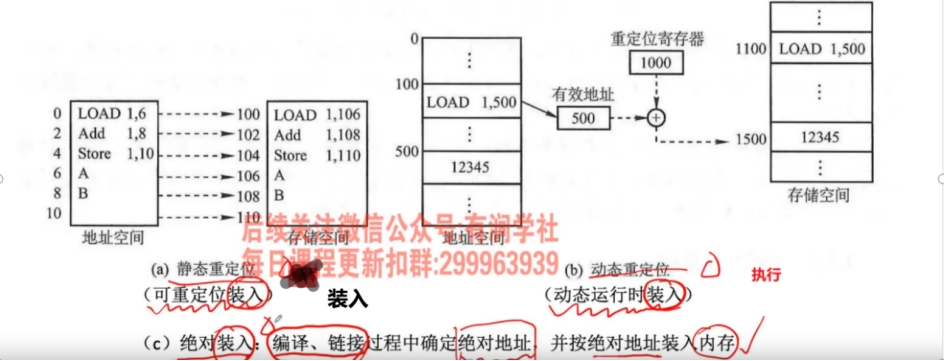 0 LOAD 1,6 100 LOAD 1,106
2 Add 1,8 102 Add 1,108
4 Store 1,10 104 Store 1,110
6 A 106 A
8 B 108 B
10 110
地址空间 存储空间
(a) 静态重定位
(可重定位装入)
装入
0
100
LOAD 1,500
500
12345
地址空间
有效地址
500
重定位寄存器
1000
+
1100 LOAD 1,500
1500 12345
存储空间
(b) 动态重定位
(动态运行时装入)
执行
后续关注微信公众号:有润学社
每日课程更新扣群:299963939
(c) 绝对装入:编译、链接过程中确定绝对地址,并按绝对地址装入内存